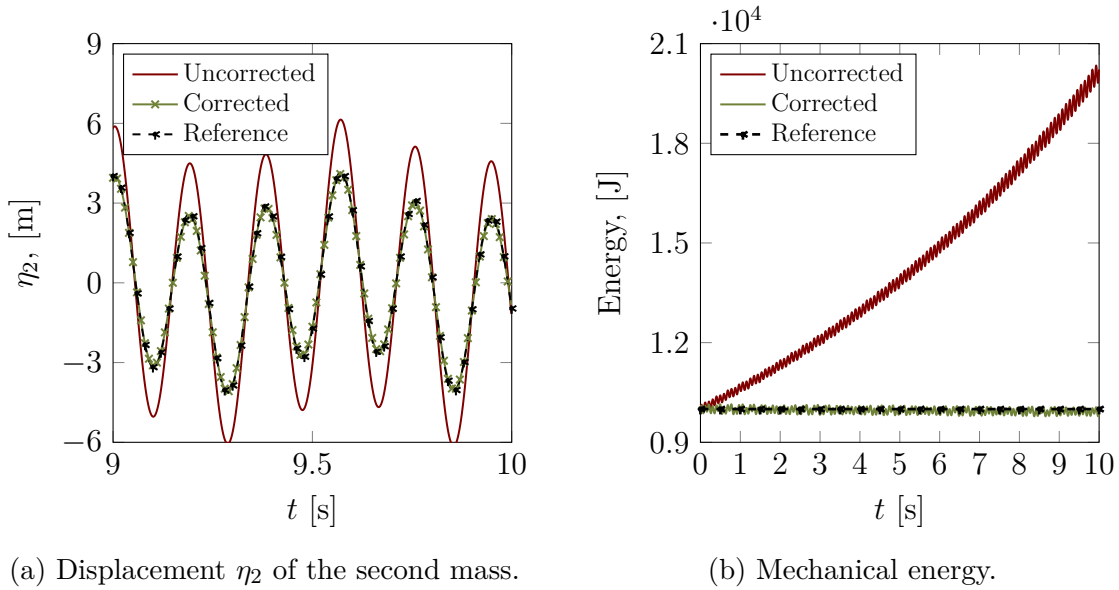 9
6
3
0
−3
−6
η₂, [m]
Uncorrected
Corrected
Reference
9
9.5
10
t [s]
(a) Displacement η₂ of the second mass.
·10⁴
2.1
1.8
1.5
1.2
0.9
Energy, [J]
Uncorrected
Corrected
Reference
0 1 2 3 4 5 6 7 8 9 10
t [s]
(b) Mechanical energy.